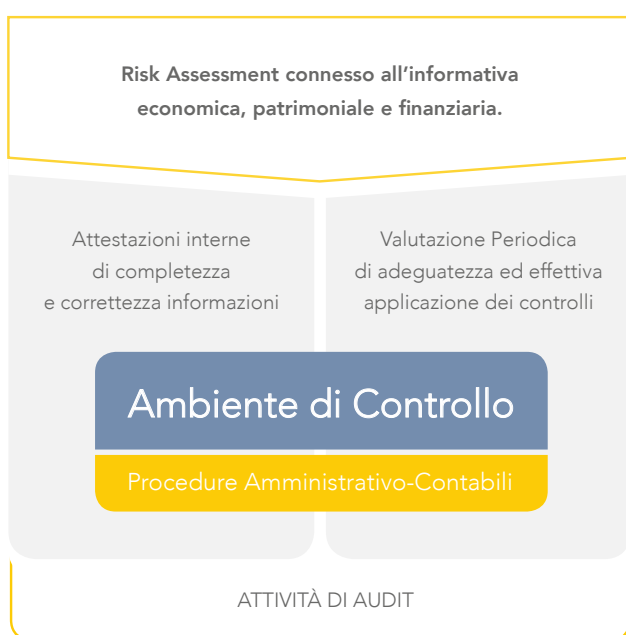 Risk Assessment connesso all’informativa
economica, patrimoniale e finanziaria.
Attestazioni interne
di completezza
e correttezza informazioni
Valutazione Periodica
di adeguatezza ed effettiva
applicazione dei controlli
Ambiente di Controllo
Procedure Amministrativo-Contabili
ATTIVITÀ DI AUDIT